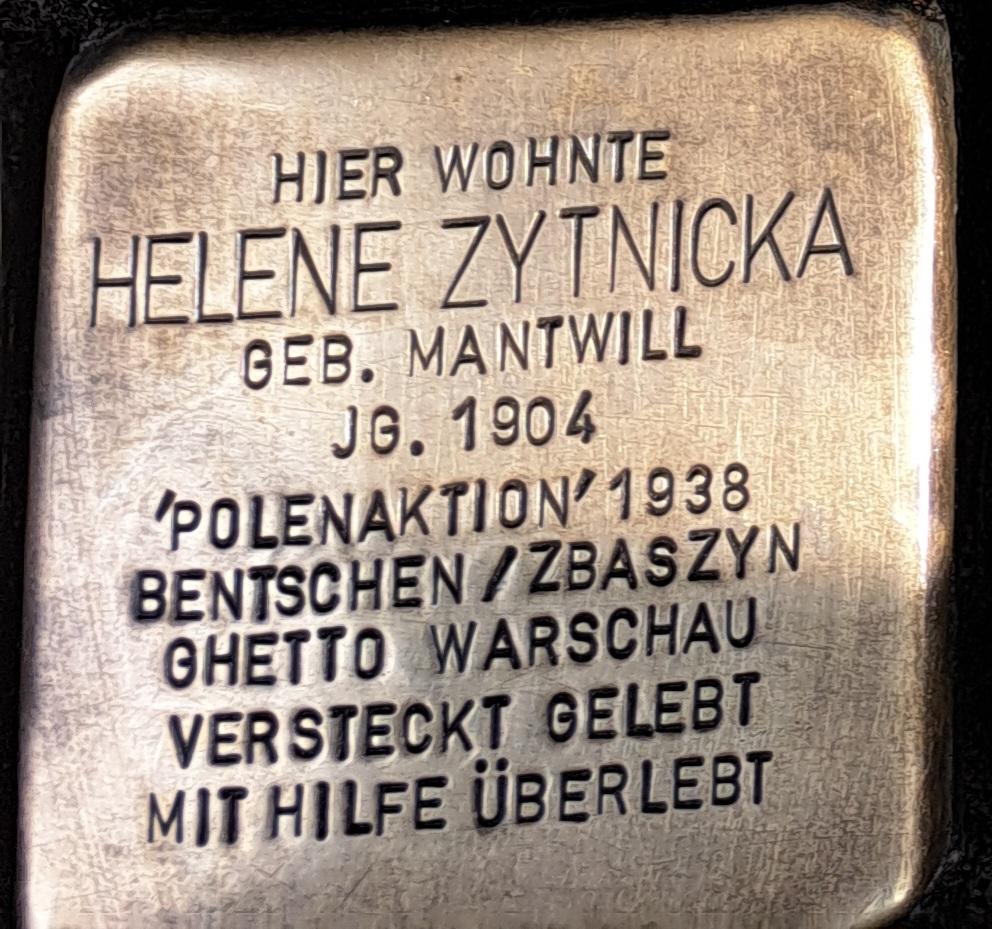 HIER WOHNTE
HELENE ZYTNICKA
GEB. MANTWILL
JG. 1904
'POLENAKTION' 1938
BENTSCHEN / ZBASZYN
GHETTO WARSCHAU
VERSTECKT GELEBT
MIT HILFE ÜBERLEBT